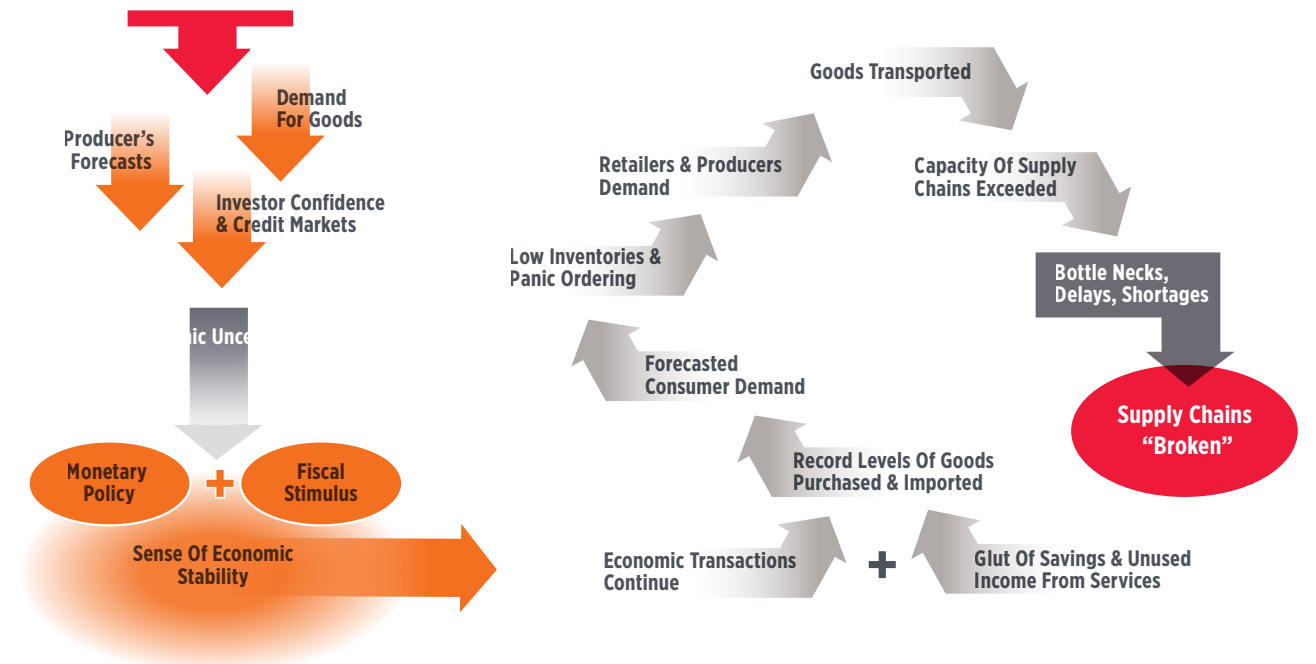 Demand
For Goods
Producer's
Forecasts
Investor Confidence
& Credit Markets
Monetary
Policy
+
Fiscal
Stimulus
Sense Of Economic
Stability
Economic Transactions
Continue
+
Glut Of Savings & Unused
Income From Services
Record Levels Of Goods
Purchased & Imported
Forecasted
Consumer Demand
Low Inventories &
Panic Ordering
Retailers & Producers
Demand
Goods Transported
Capacity Of Supply
Chains Exceeded
Bottle Necks,
Delays, Shortages
Supply Chains
“Broken”